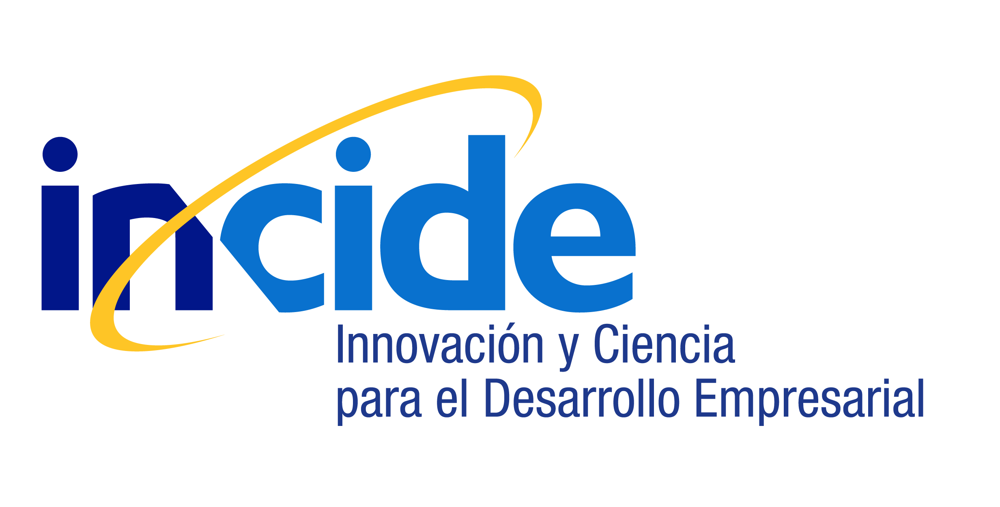 incide
Innovación y Ciencia
para el Desarrollo Empresarial